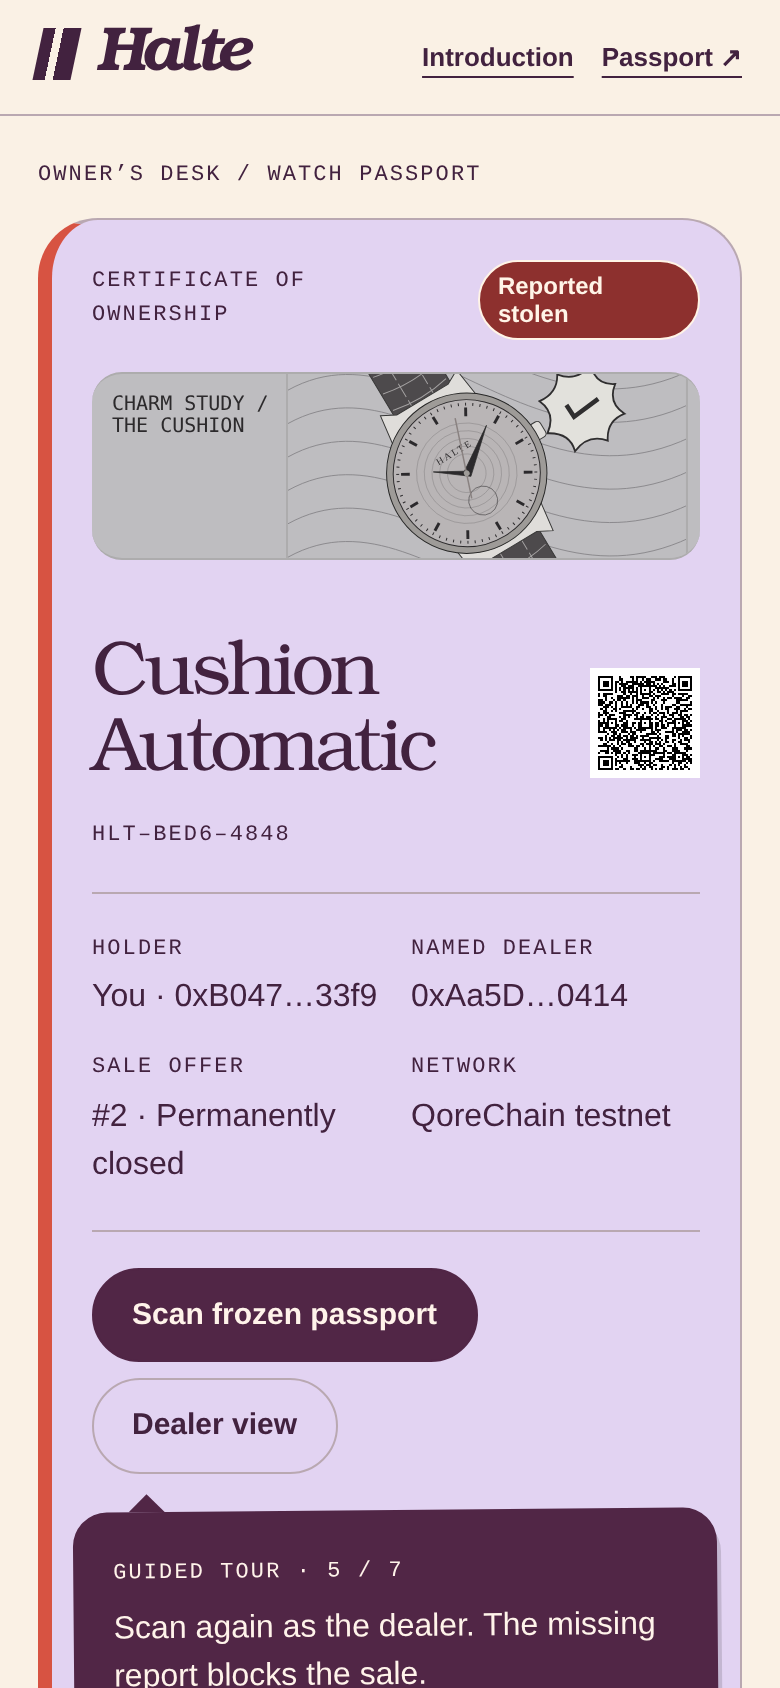 Halte
Introduction
Passport ↗
OWNER’S DESK / WATCH PASSPORT
CERTIFICATE OF
OWNERSHIP
Reported
stolen
CHARM STUDY /
THE CUSHION
HALTE
Cushion
Automatic
HLT–BED6–4848
HOLDER
You · 0xB047…33f9
NAMED DEALER
0xAa5D…0414
SALE OFFER
#2 · Permanently
closed
NETWORK
QoreChain testnet
Scan frozen passport
Dealer view
GUIDED TOUR · 5 / 7
Scan again as the dealer. The missing
report blocks the sale.